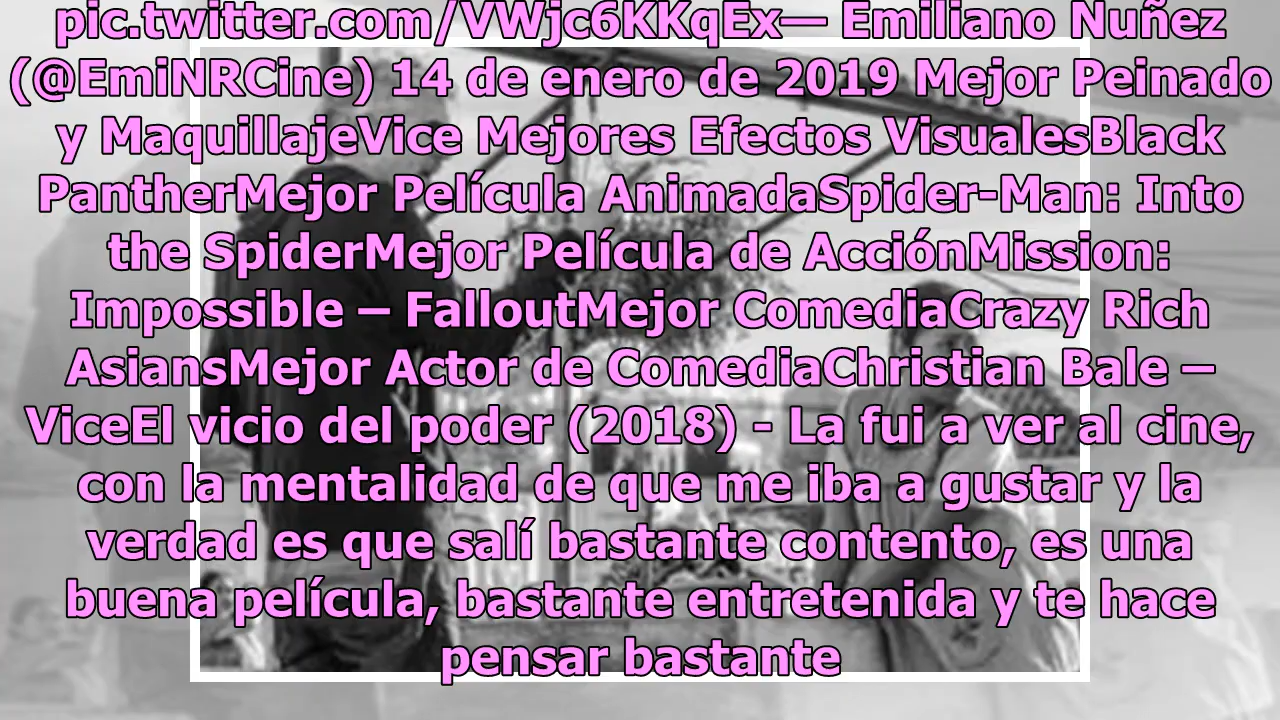 pic.twitter.com/VWjc6KKqEx— Emiliano Nuñez
(@EmiNRCine) 14 de enero de 2019 Mejor Peinado
y MaquillajeVice Mejores Efectos VisualesBlack
PantherMejor Película AnimadaSpider-Man: Into
the SpiderMejor Película de AcciónMission:
Impossible – FalloutMejor ComediaCrazy Rich
AsiansMejor Actor de ComediaChristian Bale –
ViceEl vicio del poder (2018) - La fui a ver al cine,
con la mentalidad de que me iba a gustar y la
verdad es que salí bastante contento, es una
buena película, bastante entretenida y te hace
pensar bastante